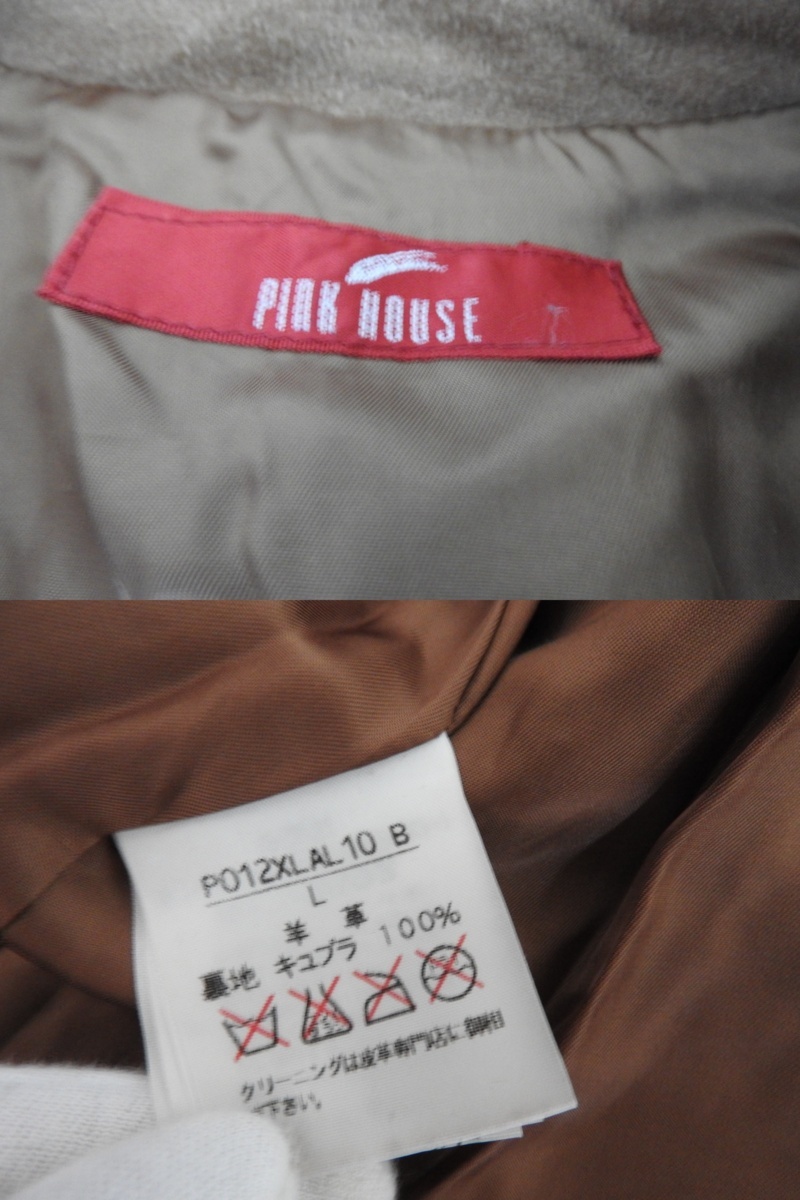 PINK HOUSE
P012XLAL10 B
L
羊 革
裏地 キュプラ 100%
クリーニングは皮革専門店に御相
下さい。